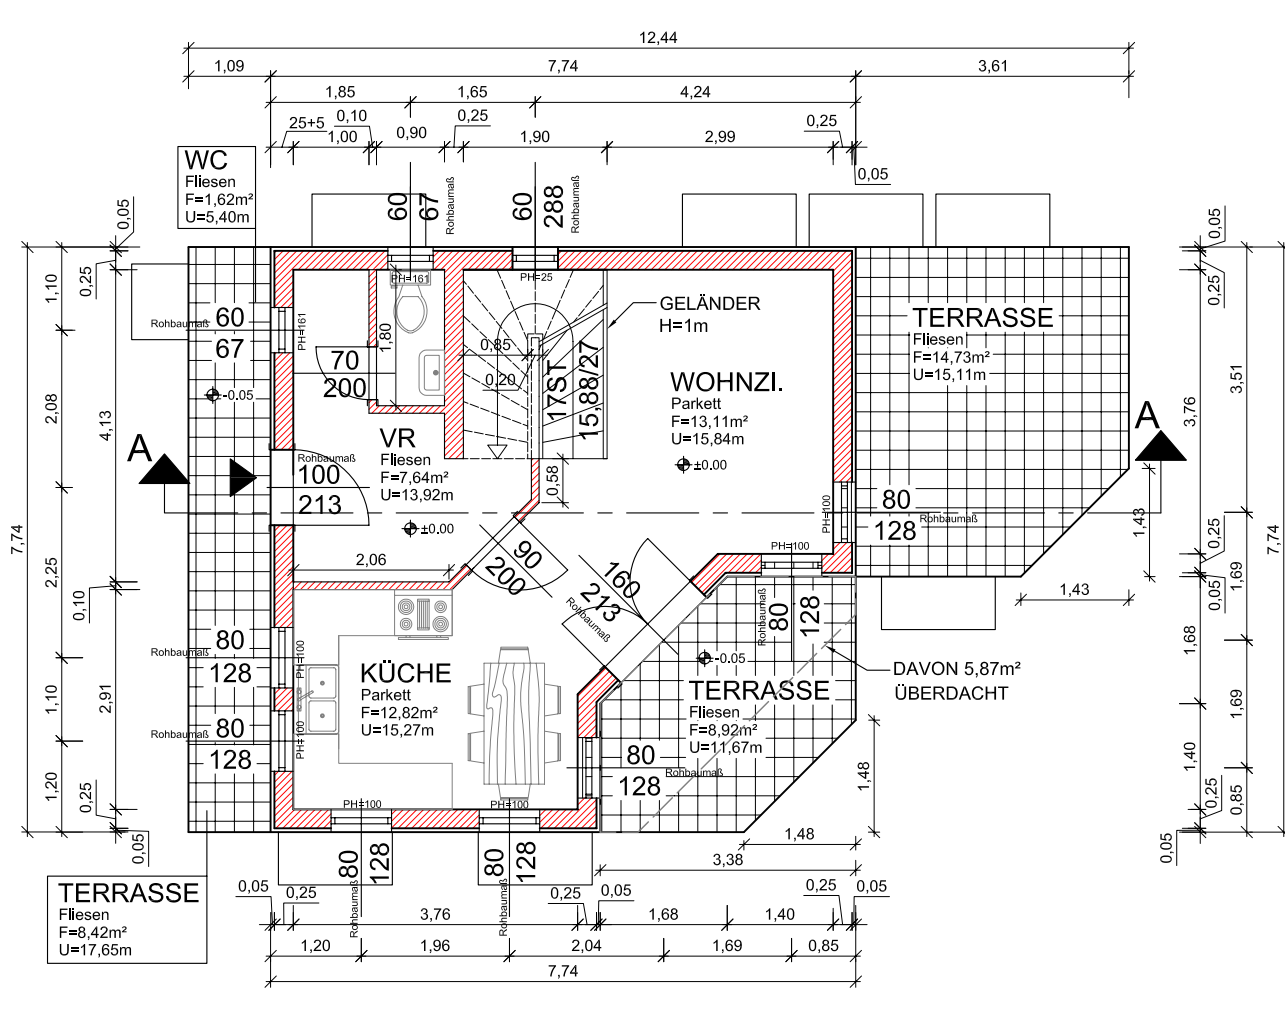 12,44
1,09
7,74
3,61
1,85
1,65
4,24
25+5
0,10
0,25
0,25
1,00
0,90
1,90
2,99
0,05
WC
Fliesen
F=1,62m²
U=5,40m
60
67
Rohbaumaß
60
288
Rohbaumaß
0,05
0,25
1,10
2,08
4,13
7,74
2,25
0,10
1,10
2,91
1,20
0,25
0,05
Rohbaumaß
60
67
PH=161
PH=161
PH=25
-0.05
1,80
70
200
0,85
0,20
17ST
15,88/27
GELÄNDER
H=1m
WOHNZI.
Parkett
F=13,11m²
U=15,84m
±0.00
TERRASSE
Fliesen
F=14,73m²
U=15,11m
0,05
0,25
3,51
3,76
7,74
0,25
1,69
0,05
1,68
1,69
1,40
0,25
0,85
0,05
A
A
VR
Fliesen
F=7,64m²
U=13,92m
±0.00
Rohbaumaß
100
213
0,58
2,06
90
200
160
213
Rohbaumaß
PH=100
80
128
Rohbaumaß
PH=100
Rohbaumaß
80
128
1,43
1,43
Rohbaumaß
80
128
PH=100
Rohbaumaß
80
128
PH=100
KÜCHE
Parkett
F=12,82m²
U=15,27m
-0.05
TERRASSE
Fliesen
F=8,92m²
U=11,67m
DAVON 5,87m²
ÜBERDACHT
80
128
Rohbaumaß
1,48
1,48
PH=100
PH=100
80
128
Rohbaumaß
80
128
Rohbaumaß
TERRASSE
Fliesen
F=8,42m²
U=17,65m
3,38
0,05
0,25
0,25
0,05
0,25
0,05
3,76
1,68
1,40
1,20
1,96
2,04
1,69
0,85
7,74